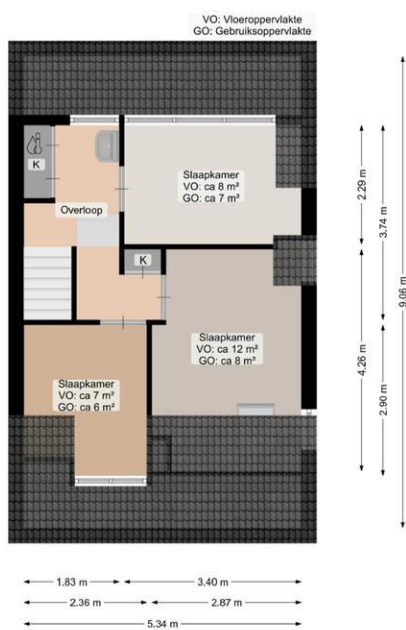 VO: Vloeroppervlakte
GO: Gebruiksoppervlakte
K
Overloop
Slaapkamer
VO: ca 8 m²
GO: ca 7 m²
K
Slaapkamer
VO: ca 12 m²
GO: ca 8 m²
Slaapkamer
VO: ca 7 m²
GO: ca 6 m²
2.29 m
3.74 m
9.06 m
4.26 m
2.90 m
1.83 m
3.40 m
2.36 m
2.87 m
5.34 m